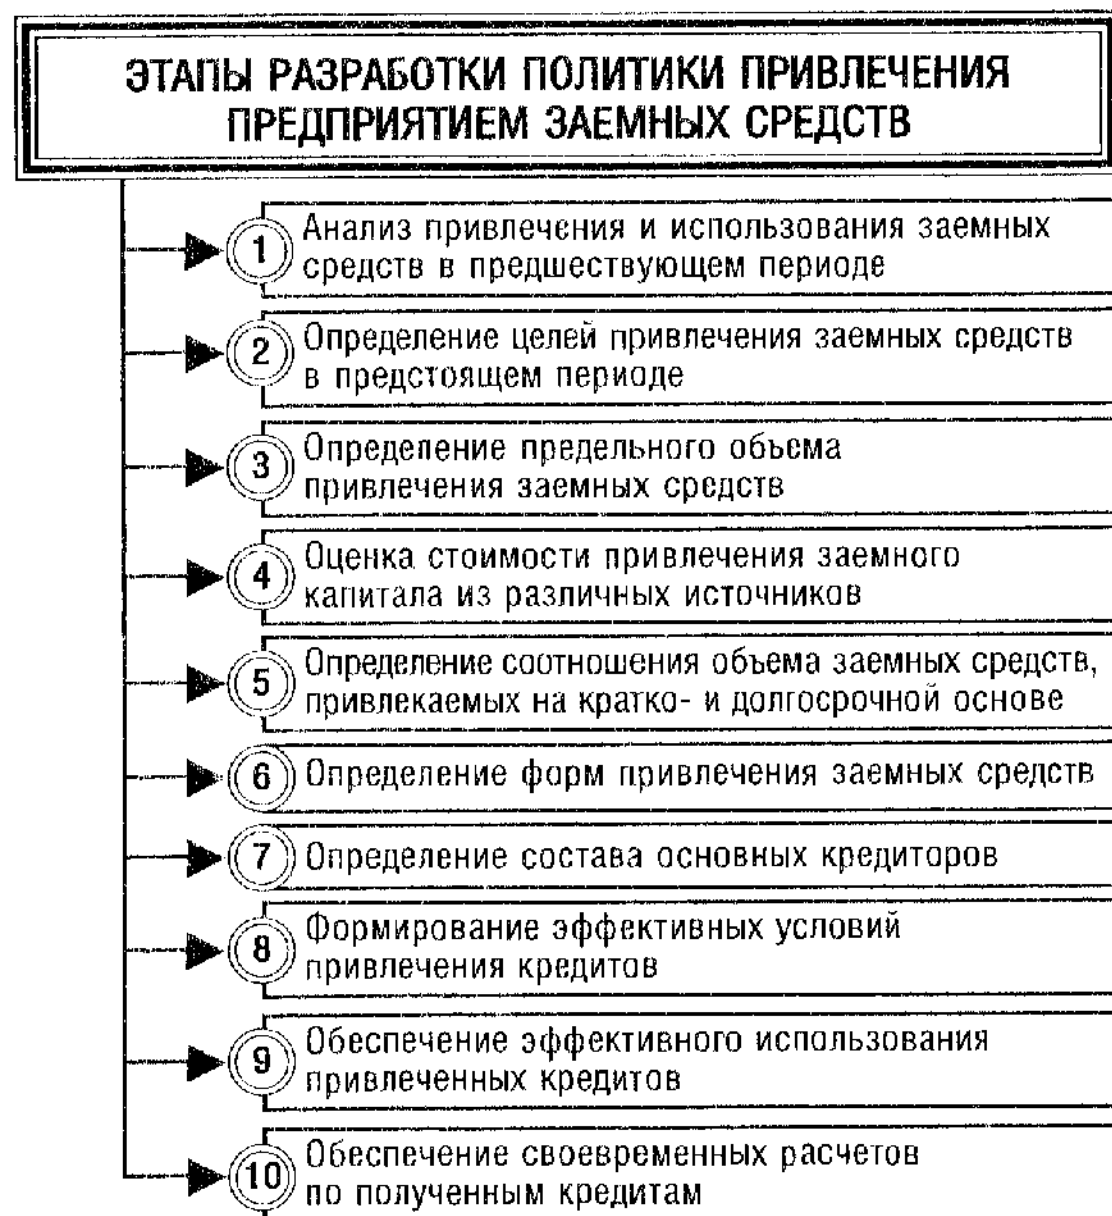 ЭТАПЫ РАЗРАБОТКИ ПОЛИТИКИ ПРИВЛЕЧЕНИЯ
ПРЕДПРИЯТИЕМ ЗАЕМНЫХ СРЕДСТВ
1 Анализ привлечения и использования заемных
средств в предшествующем периоде
2 Определение целей привлечения заемных средств
в предстоящем периоде
3 Определение предельного объема
привлечения заемных средств
4 Оценка стоимости привлечения заемного
капитала из различных источников
5 Определение соотношения объема заемных средств,
привлекаемых на кратко- и долгосрочной основе
6 Определение форм привлечения заемных средств
7 Определение состава основных кредиторов
8 Формирование эффективных условий
привлечения кредитов
9 Обеспечение эффективного использования
привлеченных кредитов
10 Обеспечение своевременных расчетов
по полученным кредитам